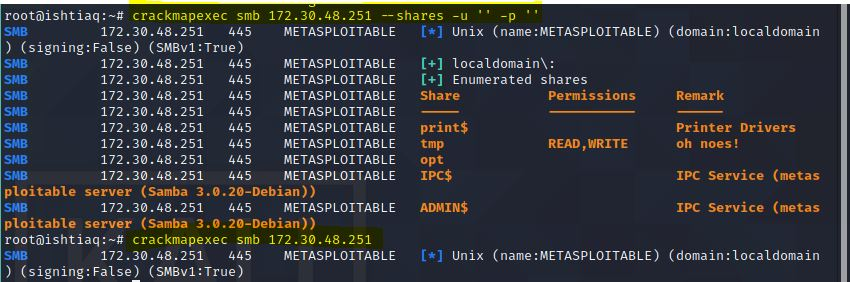 root@ishtiaq:~# crackmapexec smb 172.30.48.251 --shares -u '' -p ''
SMB 172.30.48.251 445 METASPLOITABLE [*] Unix (name:METASPLOITABLE) (domain:localdomain
) (signing:False) (SMBv1:True)
SMB 172.30.48.251 445 METASPLOITABLE [+] localdomain\:
SMB 172.30.48.251 445 METASPLOITABLE [+] Enumerated shares
SMB 172.30.48.251 445 METASPLOITABLE Share Permissions Remark
SMB 172.30.48.251 445 METASPLOITABLE ----- ----------- ------
SMB 172.30.48.251 445 METASPLOITABLE print$ Printer Drivers
SMB 172.30.48.251 445 METASPLOITABLE tmp READ,WRITE oh noes!
SMB 172.30.48.251 445 METASPLOITABLE opt
SMB 172.30.48.251 445 METASPLOITABLE IPC$ IPC Service (metas
ploitable server (Samba 3.0.20-Debian))
SMB 172.30.48.251 445 METASPLOITABLE ADMIN$ IPC Service (metas
ploitable server (Samba 3.0.20-Debian))
root@ishtiaq:~# crackmapexec smb 172.30.48.251
SMB 172.30.48.251 445 METASPLOITABLE [*] Unix (name:METASPLOITABLE) (domain:localdomain
) (signing:False) (SMBv1:True)